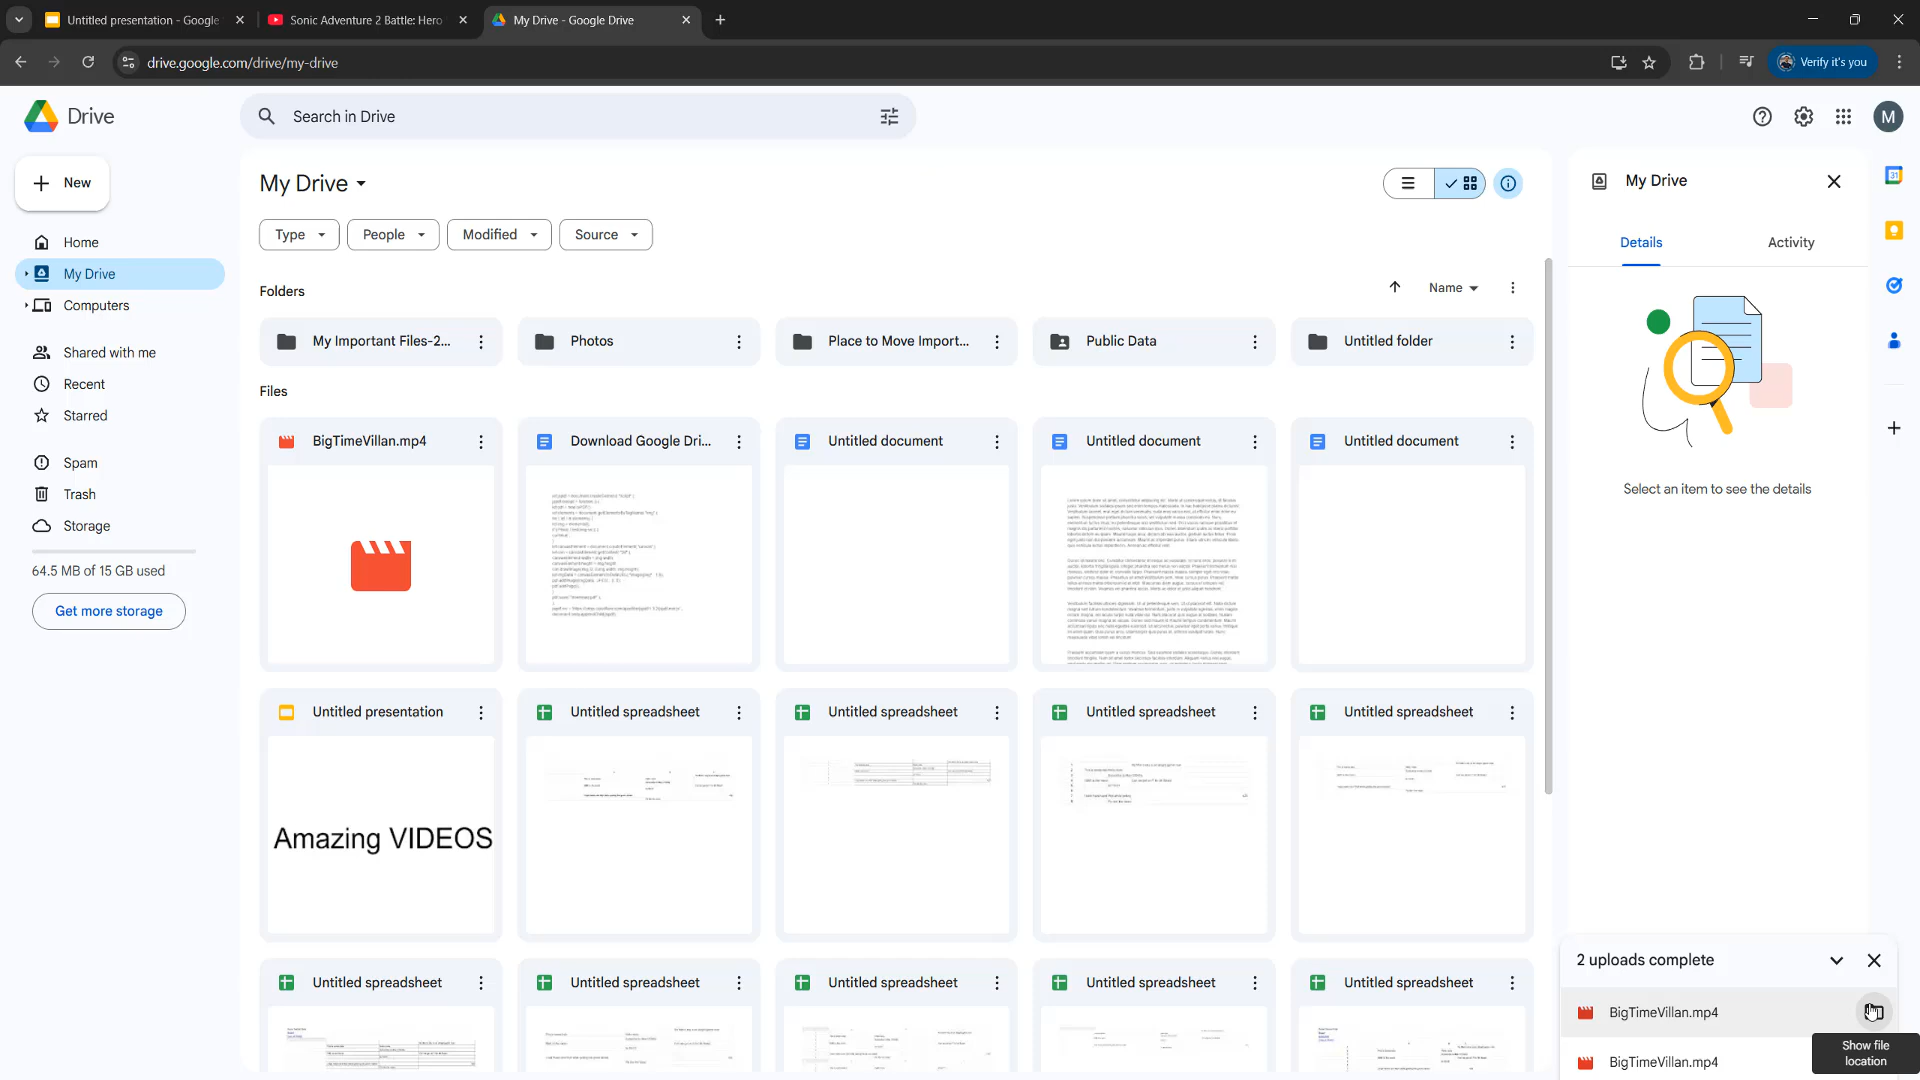 Untitled presentation - Google
Sonic Adventure 2 Battle: Hero
My Drive - Google Drive
drive.google.com/drive/my-drive
Verify it's you
Drive
Search in Drive
M
New
Home
My Drive
Computers
Shared with me
Recent
Starred
Spam
Trash
Storage
64.5 MB of 15 GB used
Get more storage
My Drive
Type
People
Modified
Source
Folders
Name
My Important Files-2...
Photos
Place to Move Import...
Public Data
Untitled folder
Files
BigTimeVillan.mp4
Download Google Dri...
Untitled document
Untitled document
Untitled document
Untitled presentation
Untitled spreadsheet
Untitled spreadsheet
Untitled spreadsheet
Untitled spreadsheet
Amazing VIDEOS
Untitled spreadsheet
Untitled spreadsheet
Untitled spreadsheet
Untitled spreadsheet
Untitled spreadsheet
My Drive
Details
Activity
Select an item to see the details
31
2 uploads complete
BigTimeVillan.mp4
Show file
location
BigTimeVillan.mp4